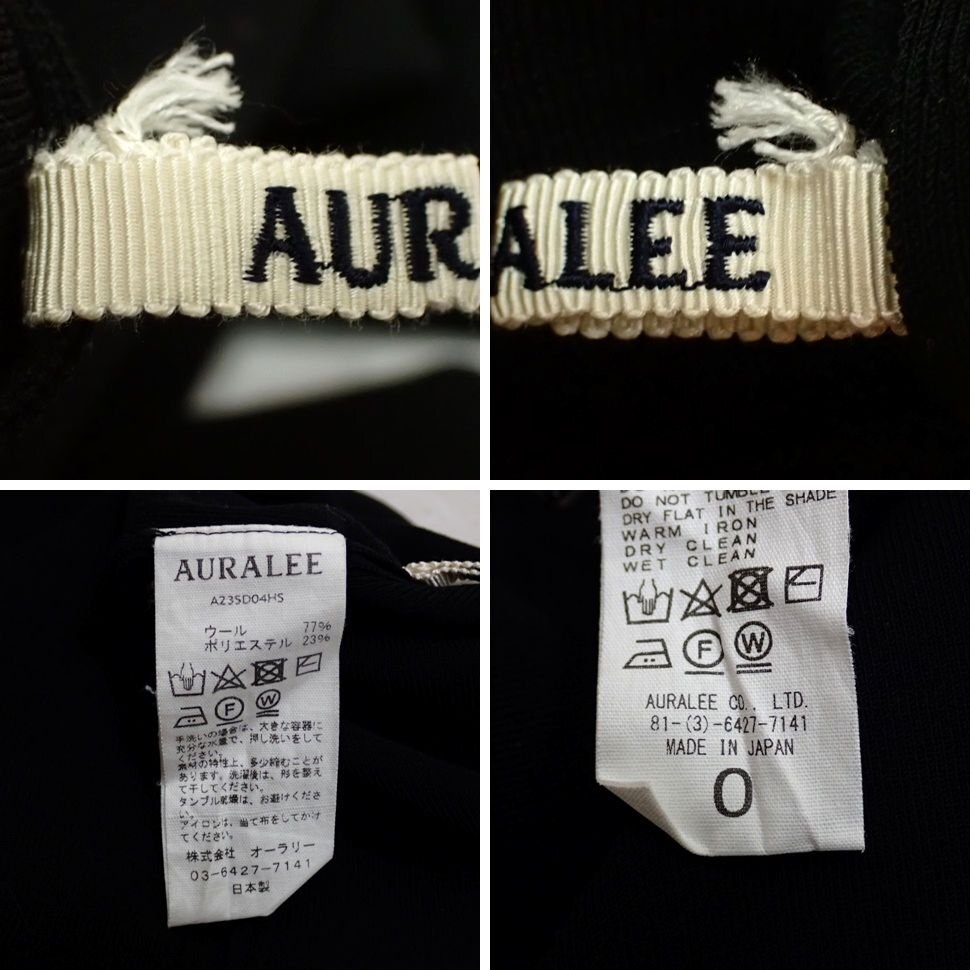 AUR
ALEE
AURALEE
A23SD04HS
ウール 77%
ポリエステル 23%
F W
手洗いの場合は、大きな容器に
充分な水量で、押し洗いをして
ください。
素材の特性上、多少縮むことが
あります。洗濯後は、形を整え
て干してください。
タンブル乾燥は、お避けくださ
い。
アイロンは、当て布をしてかけ
てください。
株式会社 オーラリー
03-6427-7141
日本製
DO NOT TUMBLE
DRY FLAT IN THE SHADE
WARM IRON
DRY CLEAN
WET CLEAN
F W
AURALEE CO., LTD.
81-(3)-6427-7141
MADE IN JAPAN
0